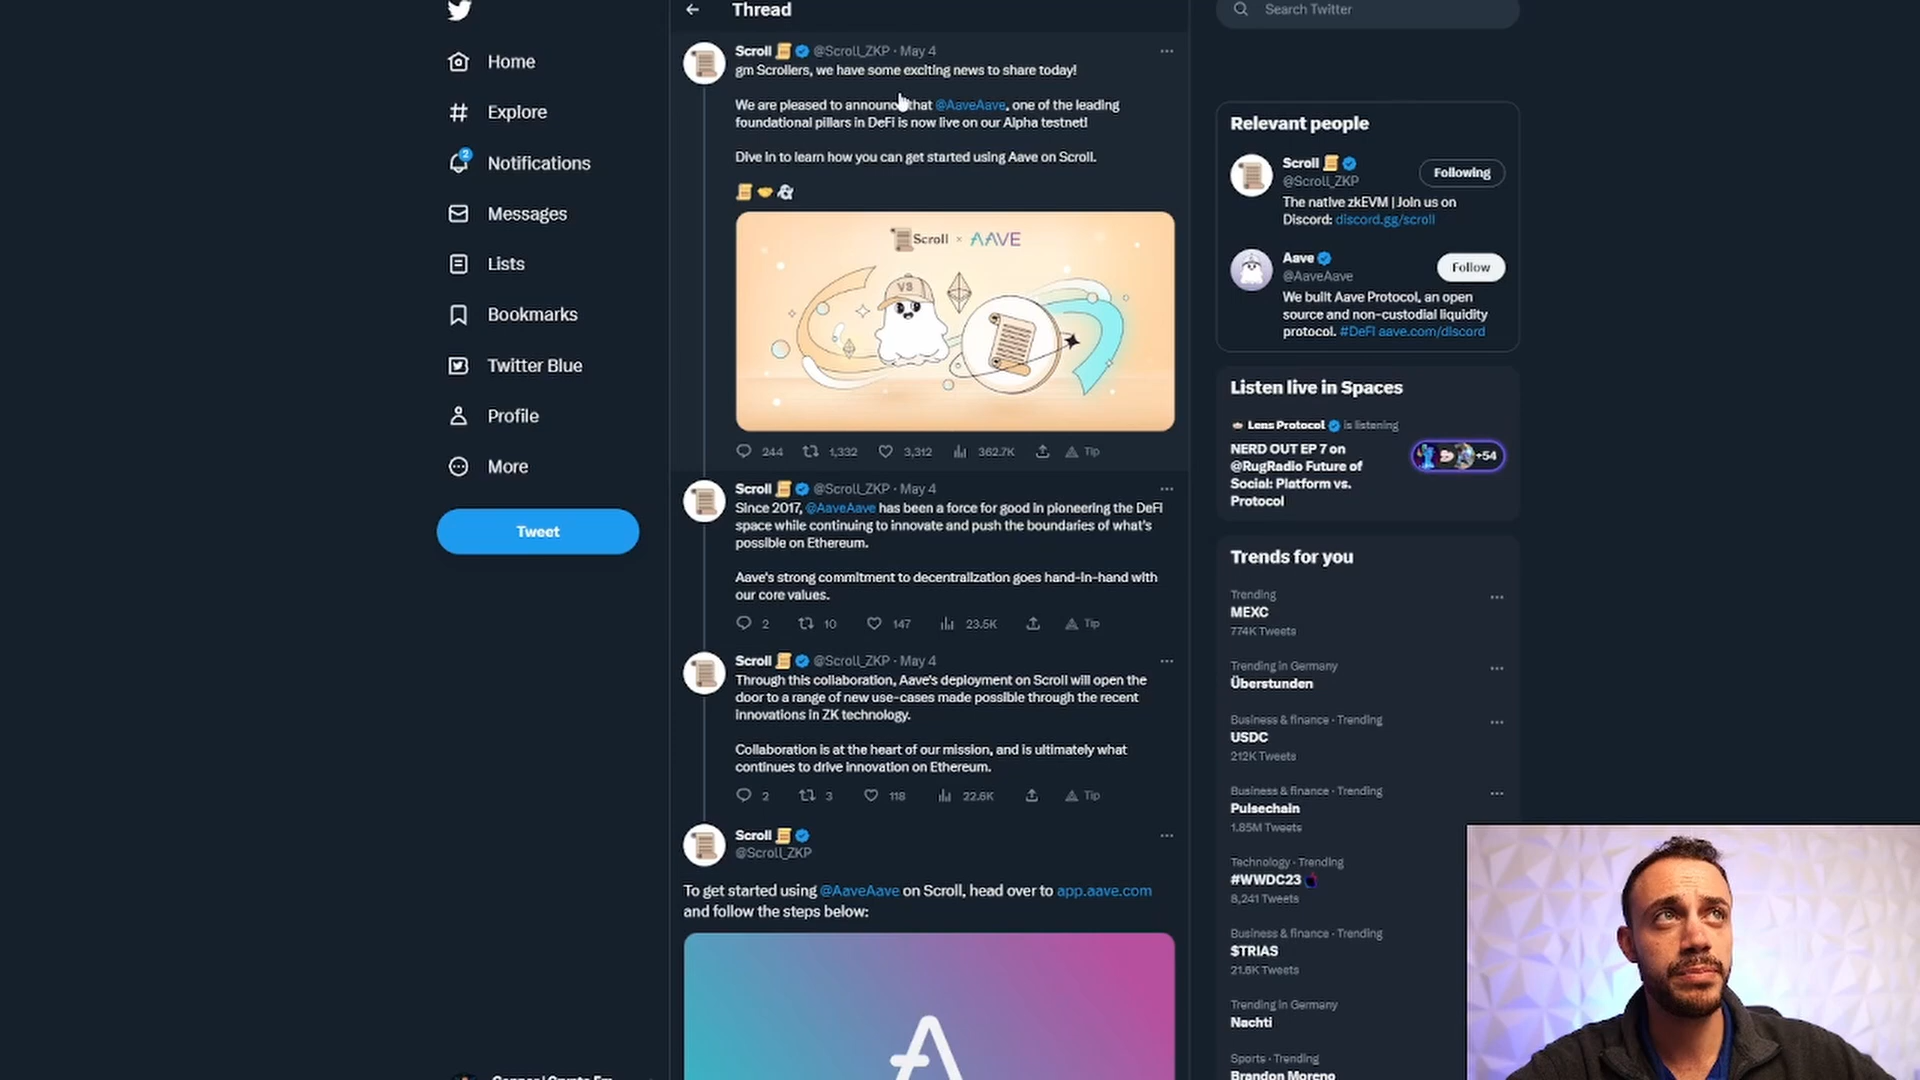 Home
Explore
2
Notifications
Messages
Lists
Bookmarks
Twitter Blue
Profile
More
Tweet
Thread
Scroll @Scroll_ZKP · May 4
gm Scrollers, we have some exciting news to share today!
We are pleased to announce that @AaveAave, one of the leading
foundational pillars in DeFi is now live on our Alpha testnet!
Dive in to learn how you can get started using Aave on Scroll.
Scroll × AAVE
V3
244 1,332 3,312 362.7K Tip
Scroll @Scroll_ZKP · May 4
Since 2017, @AaveAave has been a force for good in pioneering the DeFi
space while continuing to innovate and push the boundaries of what's
possible on Ethereum.
Aave's strong commitment to decentralization goes hand-in-hand with
our core values.
2 10 147 23.5K Tip
Scroll @Scroll_ZKP · May 4
Through this collaboration, Aave's deployment on Scroll will open the
door to a range of new use-cases made possible through the recent
innovations in ZK technology.
Collaboration is at the heart of our mission, and is ultimately what
continues to drive innovation on Ethereum.
2 3 118 22.6K Tip
Scroll
@Scroll_ZKP
To get started using @AaveAave on Scroll, head over to app.aave.com
and follow the steps below:
Search Twitter
Relevant people
Scroll
@Scroll_ZKP
Following
The native zkEVM | Join us on
Discord: discord.gg/scroll
Aave
@AaveAave
Follow
We built Aave Protocol, an open
source and non-custodial liquidity
protocol. #DeFi aave.com/discord
Listen live in Spaces
Lens Protocol is listening
NERD OUT EP 7 on
@RugRadio Future of
Social: Platform vs.
Protocol
+54
Trends for you
Trending
MEXC
774K Tweets
Trending in Germany
Überstunden
Business & finance · Trending
USDC
212K Tweets
Business & finance · Trending
Pulsechain
1.85M Tweets
Technology · Trending
#WWDC23
8,241 Tweets
Business & finance · Trending
$TRIAS
21.8K Tweets
Trending in Germany
Nachti
Sports · Trending
Brandon Moreno